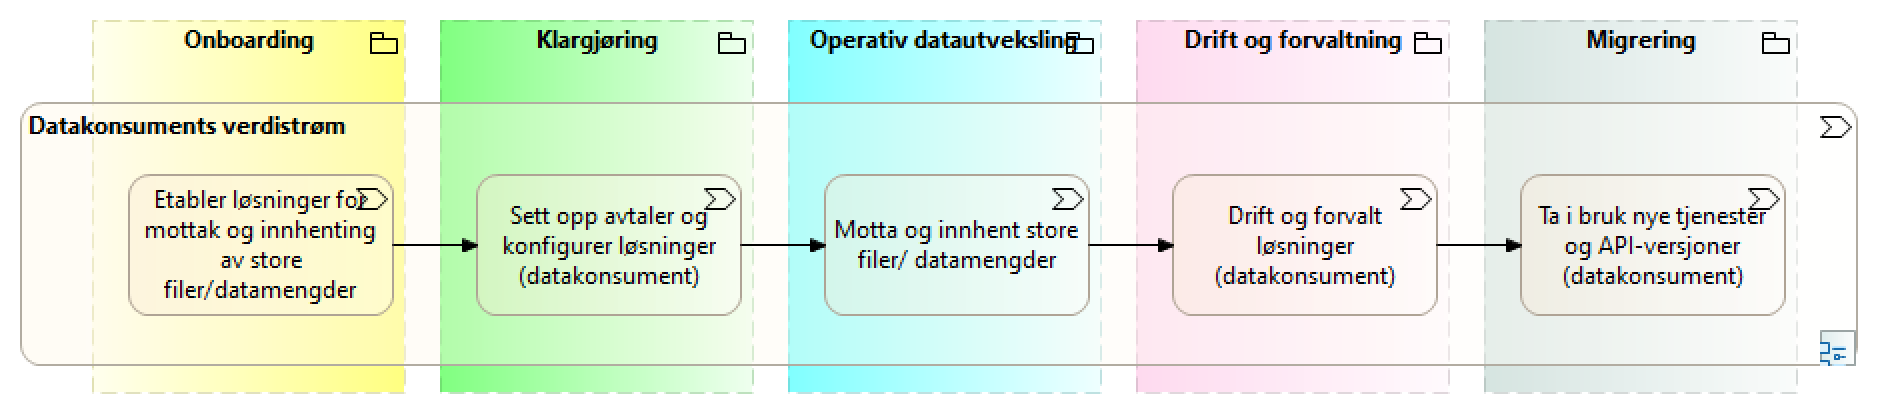 Onboarding
Klargjøring
Operativ datautveksling
Drift og forvaltning
Migrering
Datakonsuments verdistrøm
Etabler løsninger for
mottak og innhenting
av store
filer/datamengder
Sett opp avtaler og
konfigurer løsninger
(datakonsument)
Motta og innhent store
filer/ datamengder
Drift og forvalt
løsninger
(datakonsument)
Ta i bruk nye tjenester
og API-versjoner
(datakonsument)